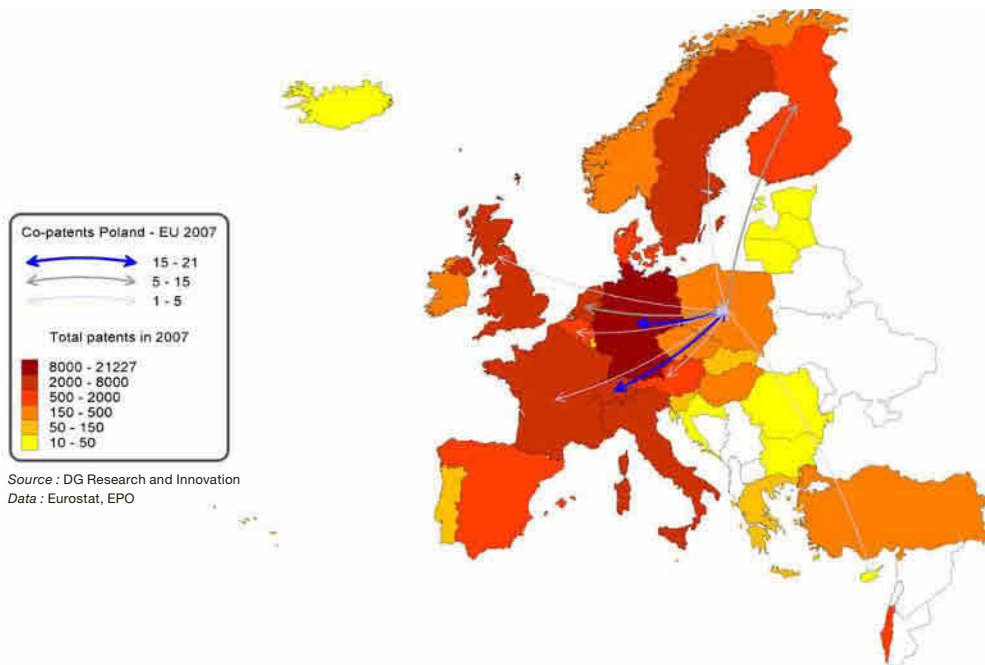 Co-patents Poland - EU 2007
15 - 21
5 - 15
1 - 5
Total patents in 2007
8000 - 21227
2000 - 8000
500 - 2000
150 - 500
50 - 150
10 - 50
Source : DG Research and Innovation
Data : Eurostat, EPO